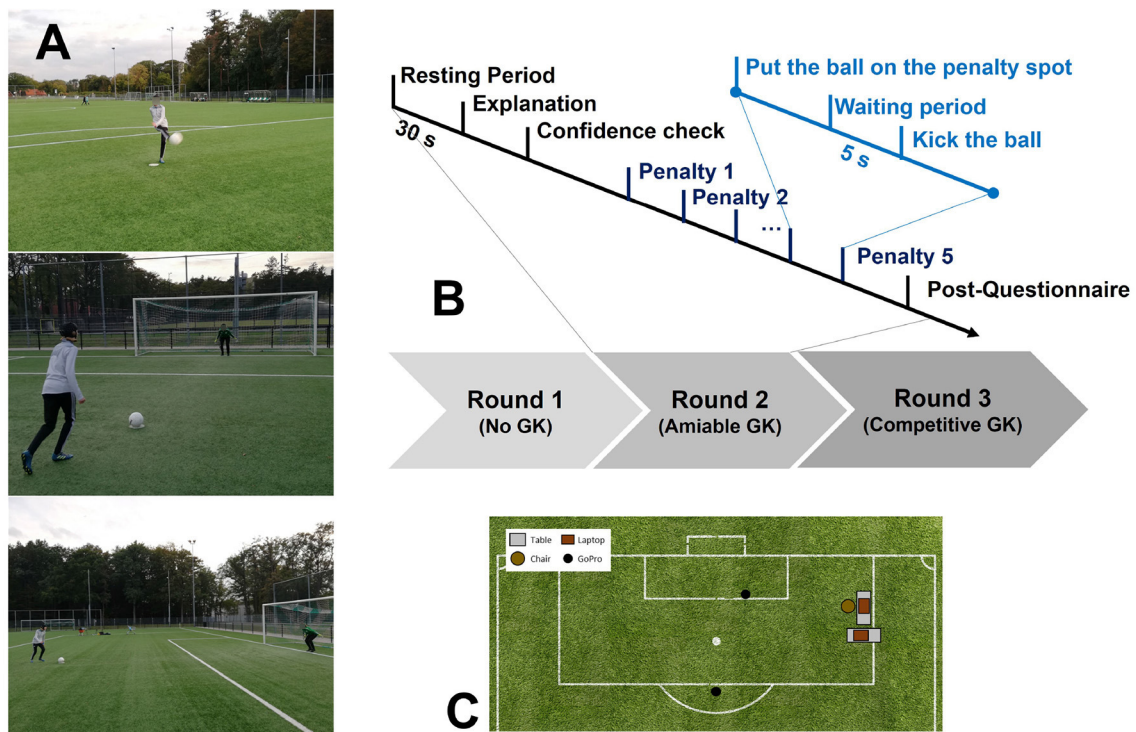 A
Resting Period
Explanation
Confidence check
30 s
Penalty 1
Penalty 2
...
Penalty 5
Post-Questionnaire
Put the ball on the penalty spot
Waiting period
Kick the ball
5 s
B
Round 1
(No GK)
Round 2
(Amiable GK)
Round 3
(Competitive GK)
Table
Laptop
Chair
GoPro
C